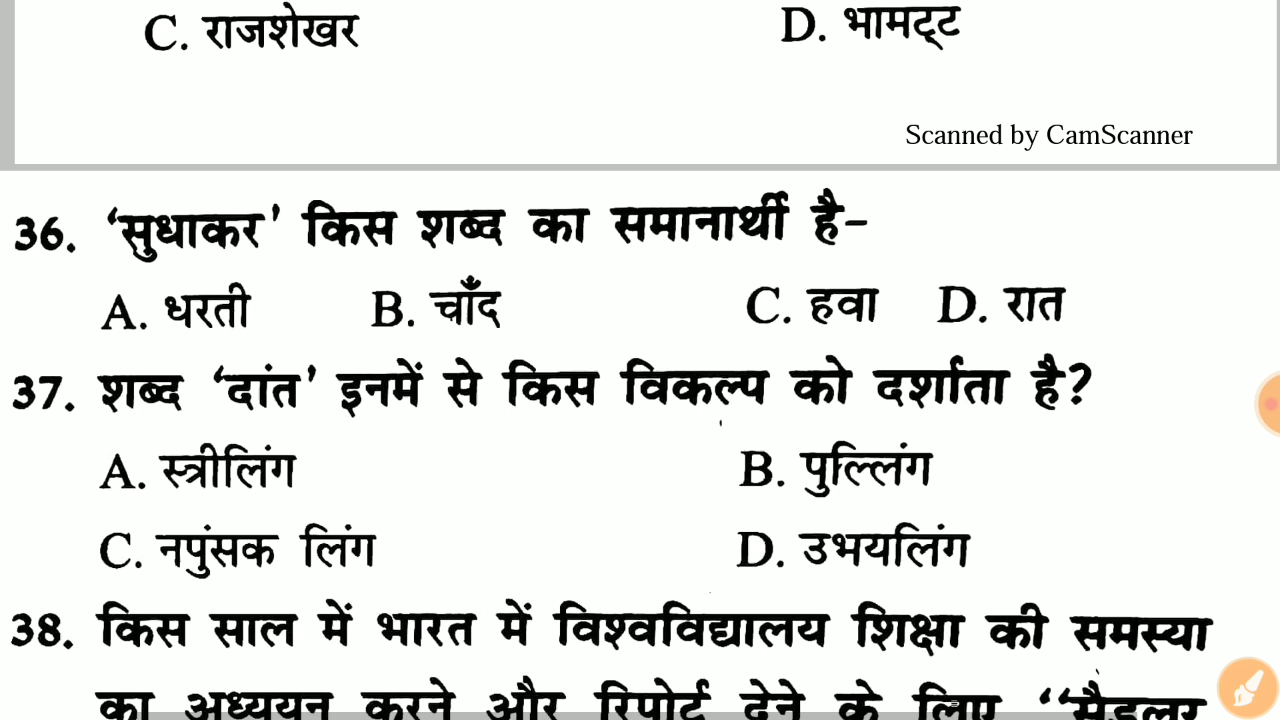 C. राजशेखर D. भामट्ट
Scanned by CamScanner
36. ‘सुधाकर’ किस शब्द का समानार्थी है-
A. धरती B. चाँद C. हवा D. रात
37. शब्द ‘दांत’ इनमें से किस विकल्प को दर्शाता है?
A. स्त्रीलिंग B. पुल्लिंग
C. नपुंसक लिंग D. उभयलिंग
38. किस साल में भारत में विश्वविद्यालय शिक्षा की समस्या
का अध्ययन करने और रिपोर्ट देने के लिए ‘‘सैडलर